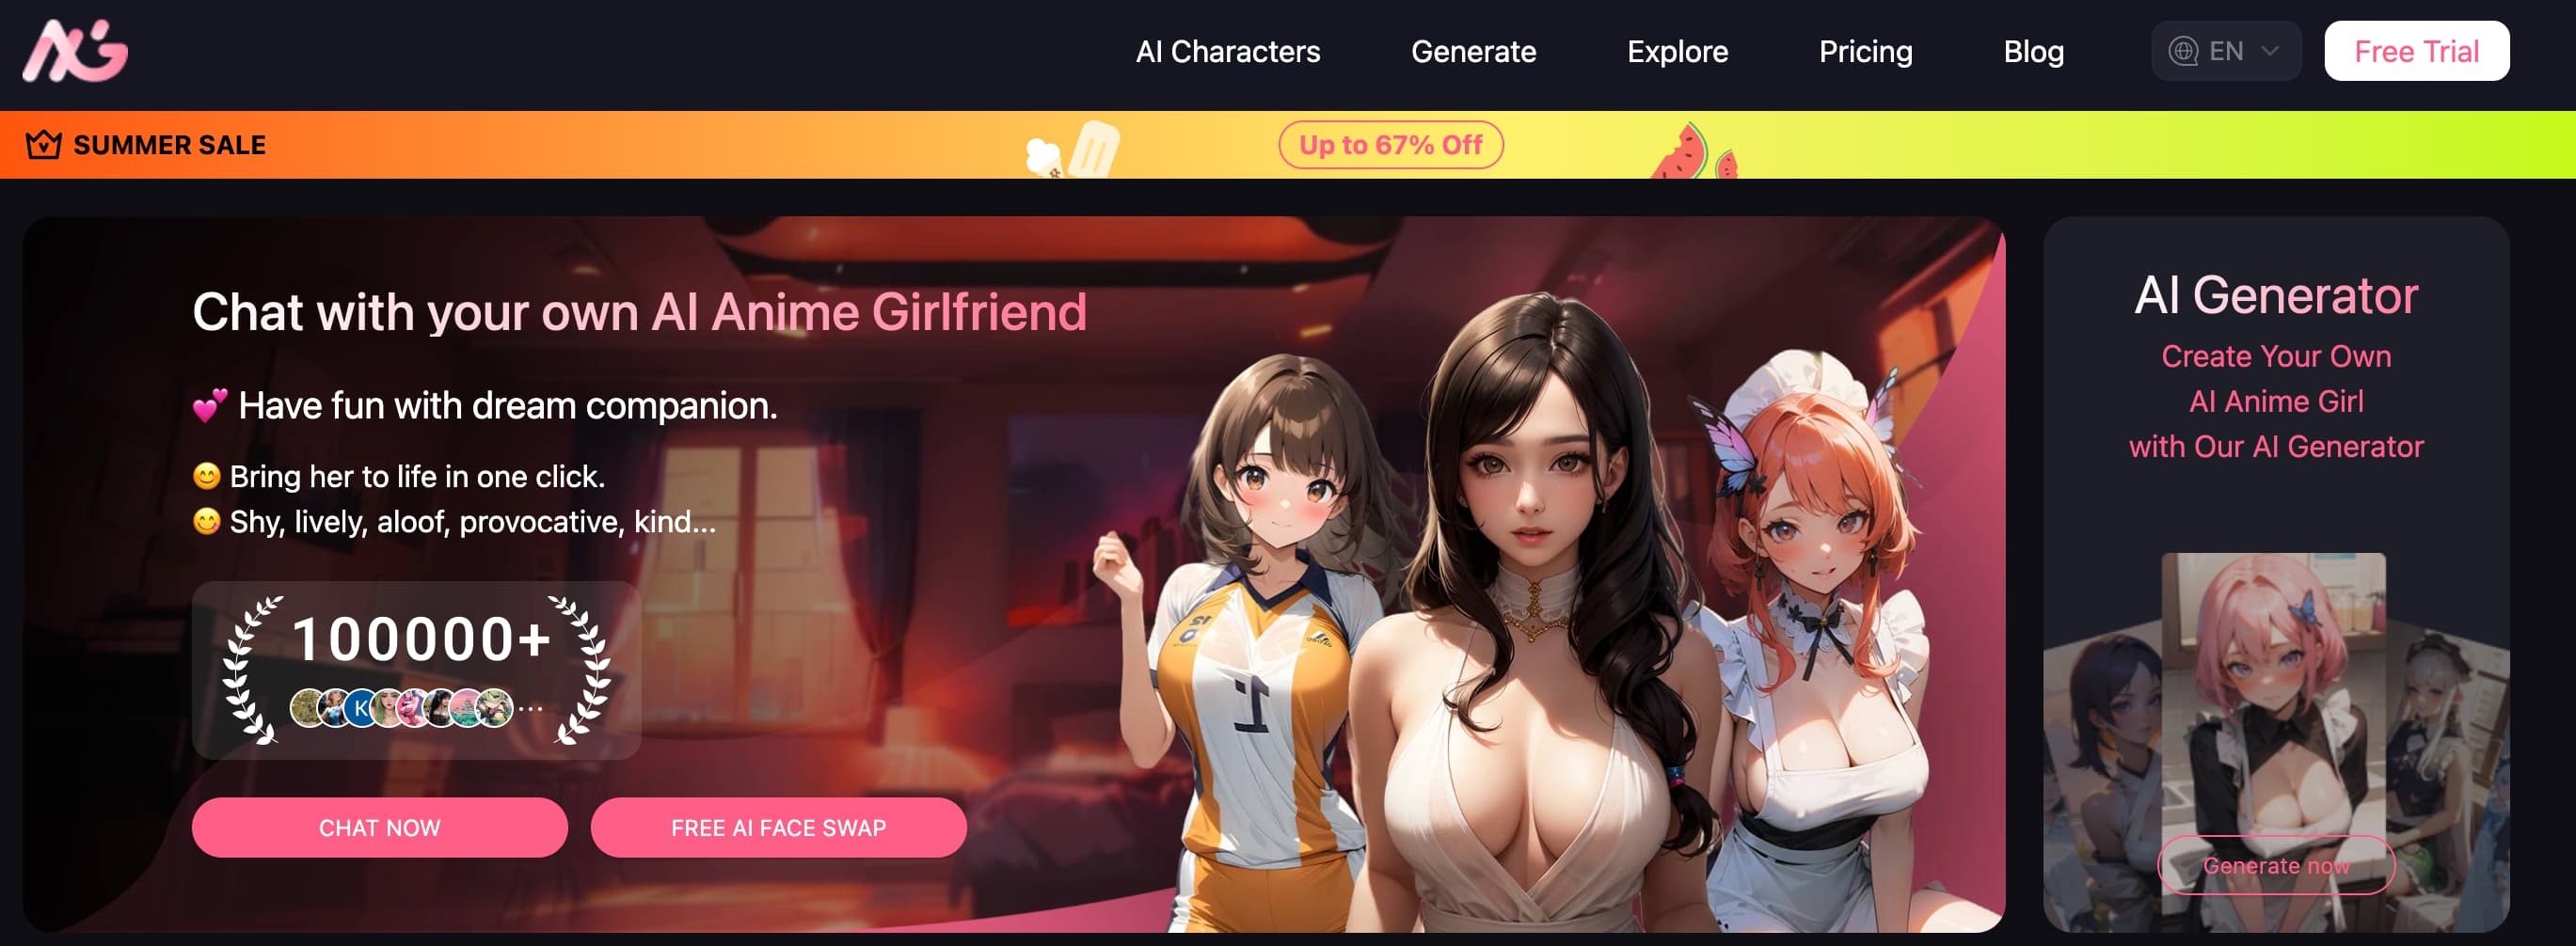 AI Characters
Generate
Explore
Pricing
Blog
EN
Free Trial
SUMMER SALE
Up to 67% Off
Chat with your own AI Anime Girlfriend
💕 Have fun with dream companion.
😊 Bring her to life in one click.
😋 Shy, lively, aloof, provocative, kind...
100000+
K
...
CHAT NOW
FREE AI FACE SWAP
AI Generator
Create Your Own
AI Anime Girl
with Our AI Generator
Generate now